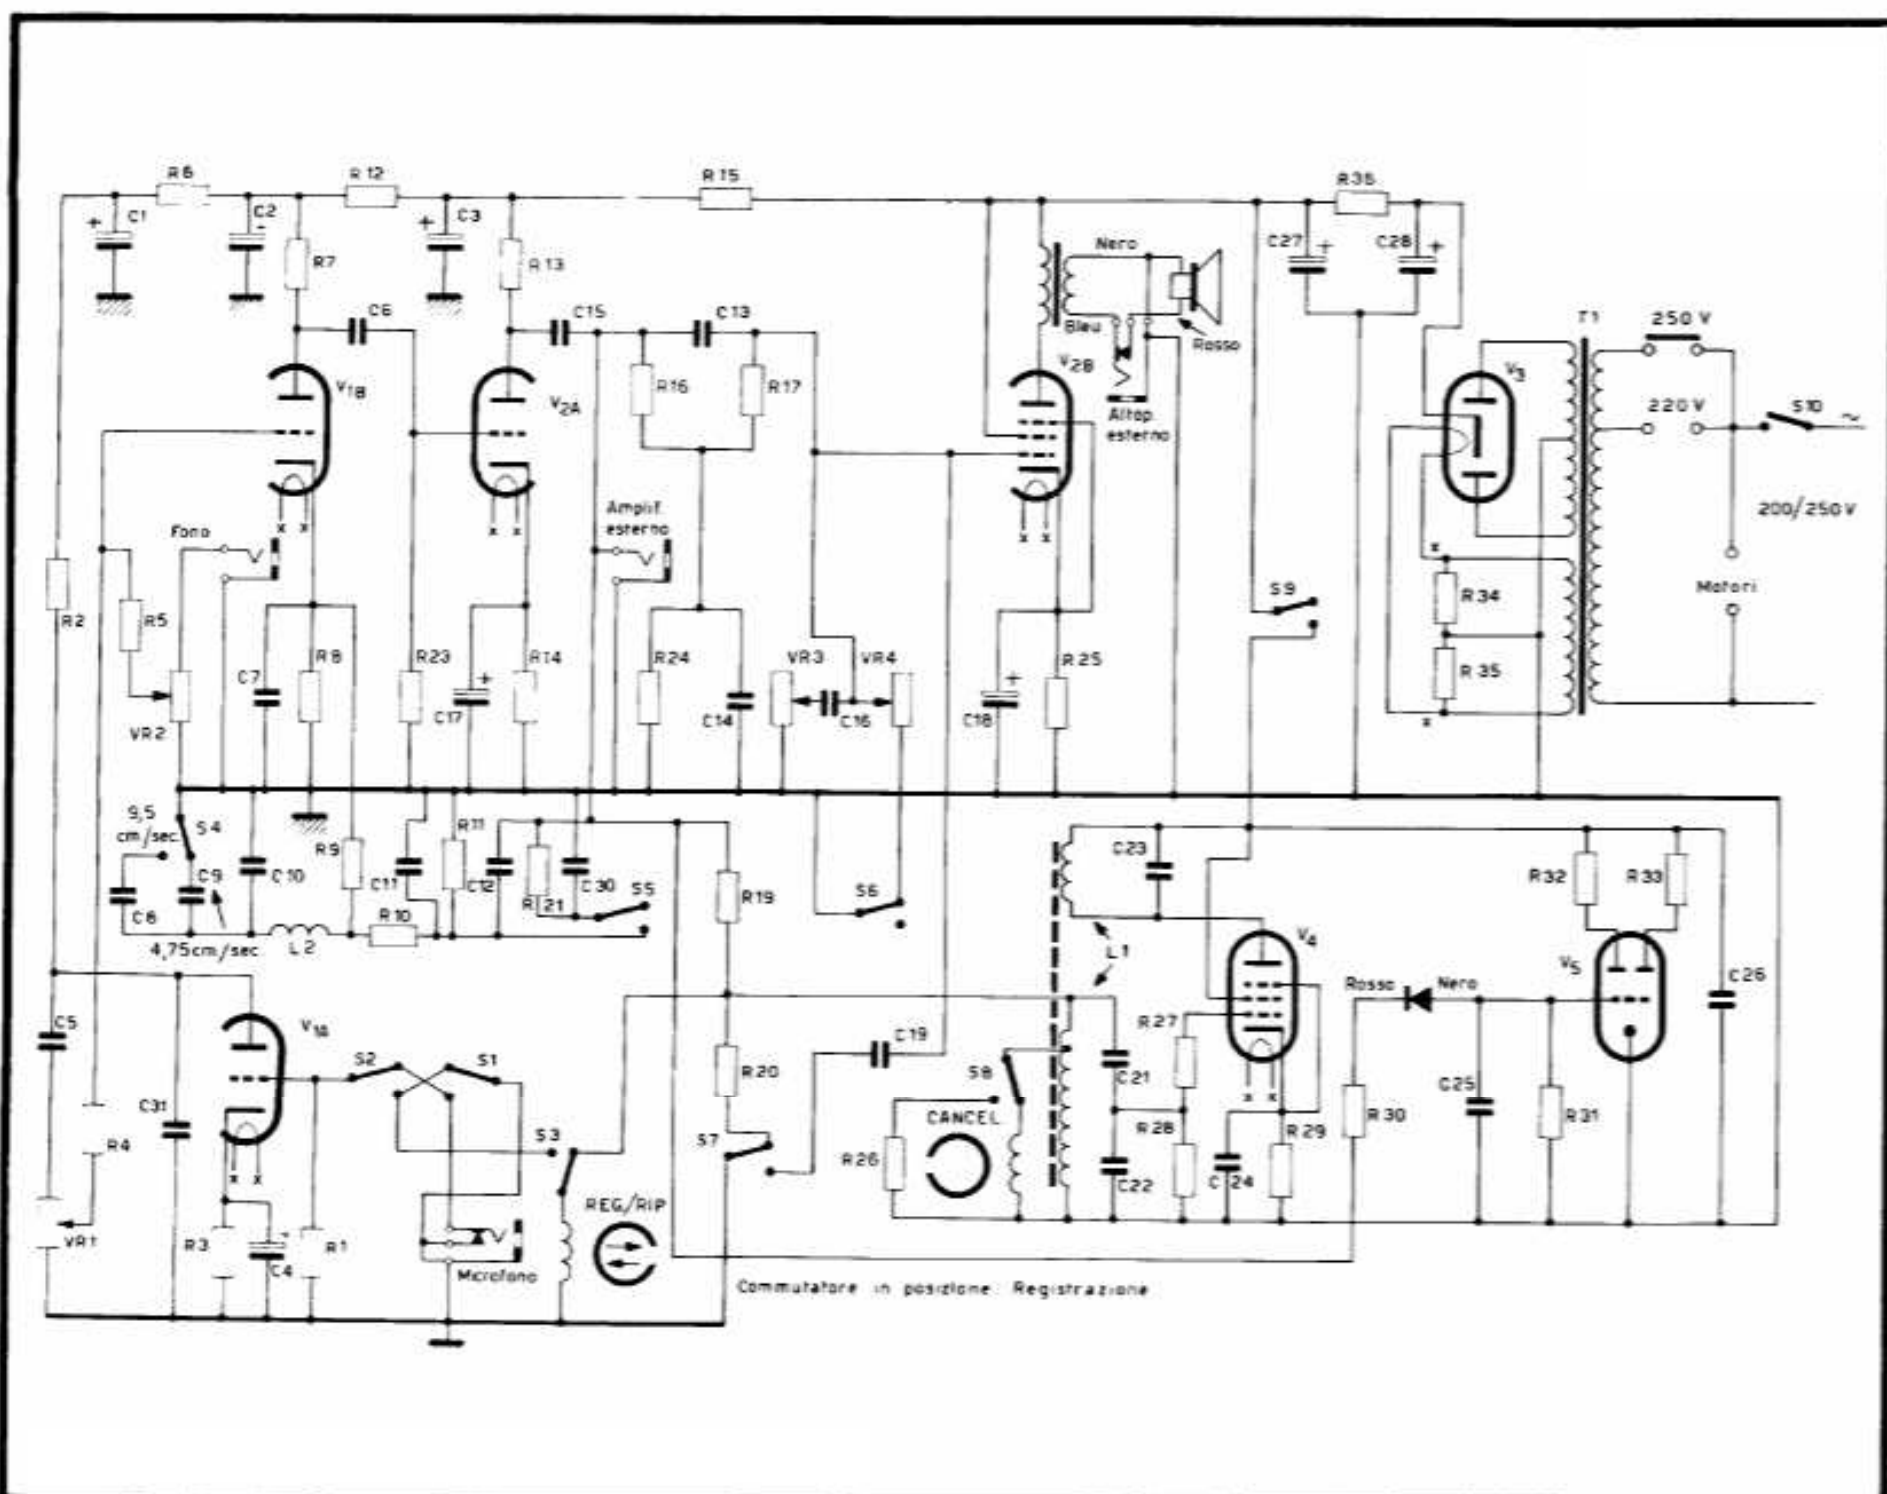 R6
R12
R15
R36
C1
C2
C3
R7
R13
C27
C28
Nero
C6
C15
C13
Bleu
Rosso
T1
250 V
V1B
V2A
R16
R17
V2B
V3
220 V
S10
~
Altop.
esterno
Fono
Amplif.
esterno
200/250 V
R2
R5
S9
R34
Motori
C7
R8
R23
R14
R24
VR3
VR4
R25
R35
VR2
C17
C14
C16
C18
9,5
cm/sec.
S4
R9
R11
C9
C10
C11
C12
R21
C30
S5
R19
S6
C23
R32
R33
C8
R10
4,75cm/sec
L2
L1
V4
V5
Rosso
Nero
C26
C5
V1A
S2
S1
R20
C19
R27
S8
C21
C25
C31
R4
S3
S7
CANCEL
R26
R28
R29
R30
R31
C22
C24
REG./RIP
VR1
R3
C4
R1
Microfono
Commutatore in posizione: Registrazione